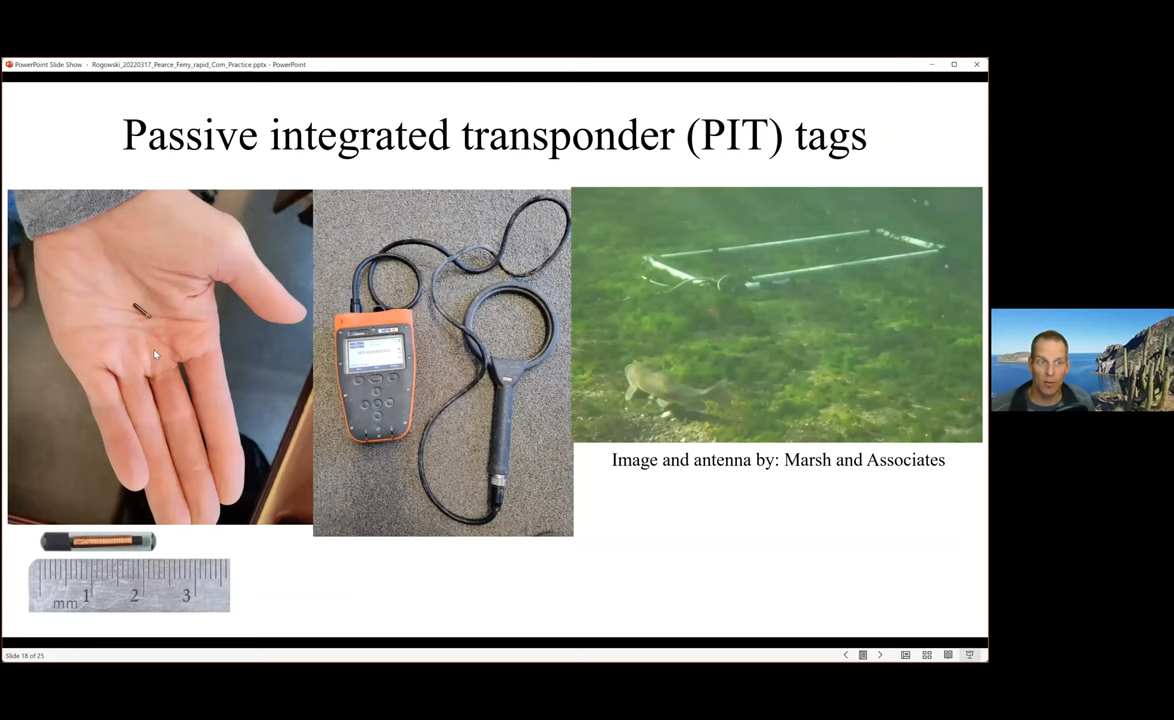 PowerPoint Slide Show - Rogowski_20220317_Pearce_Ferry_rapid_Com_Practice.pptx - PowerPoint
Passive integrated transponder (PIT) tags
Image and antenna by: Marsh and Associates
mm 1 2 3
Slide 18 of 25